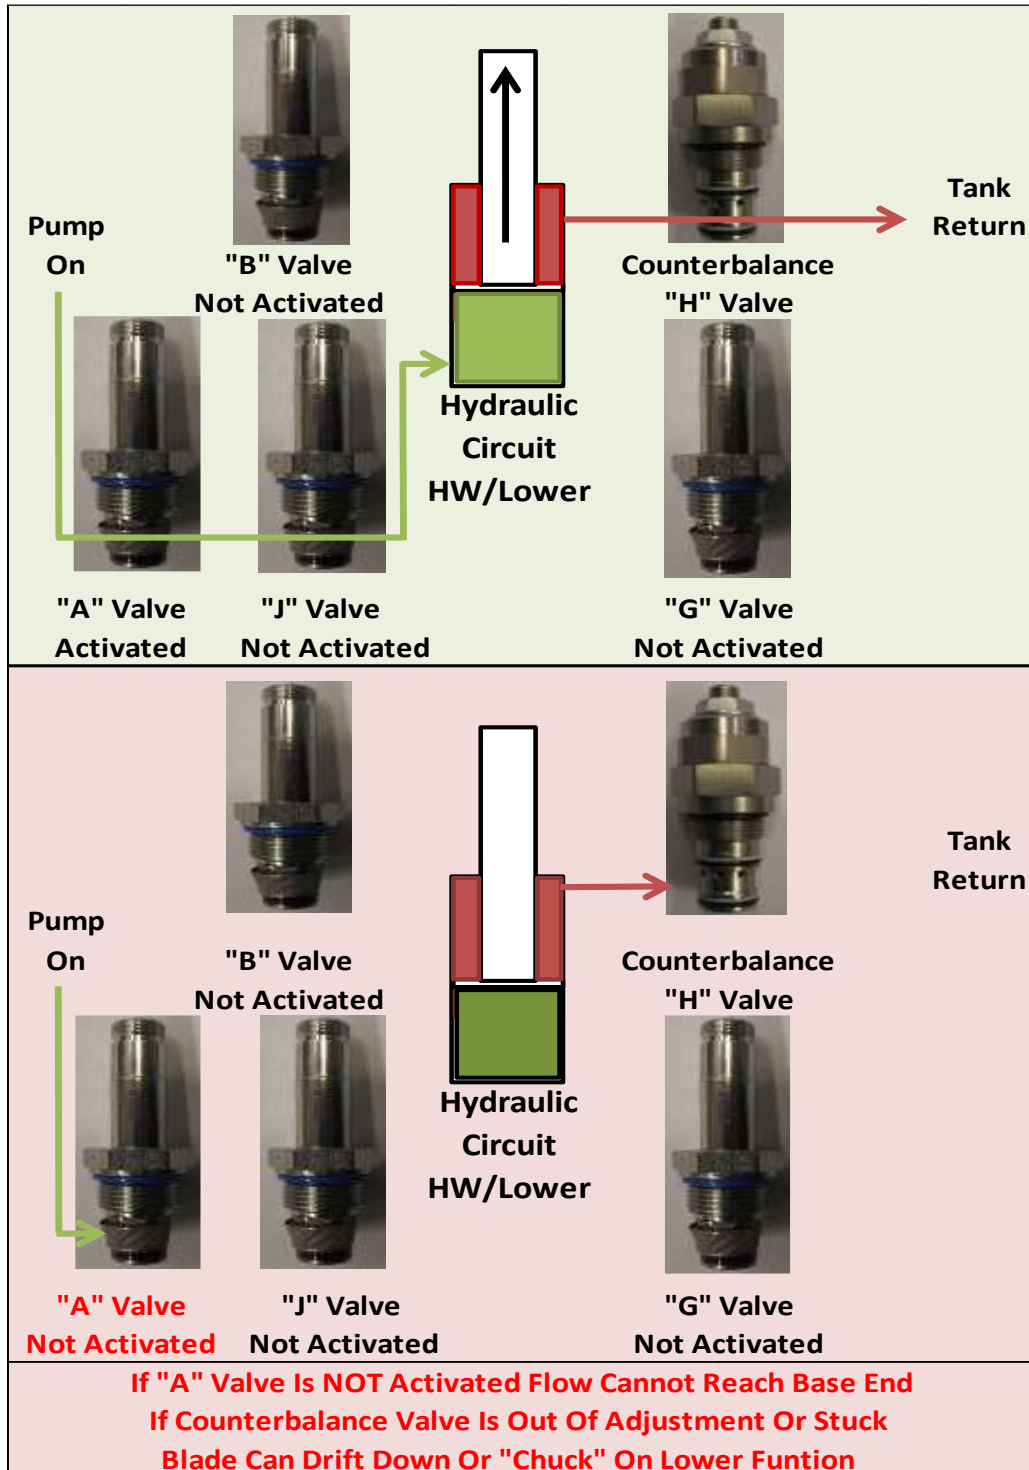 Pump
On
"B" Valve
Not Activated
Counterbalance
"H" Valve
Tank
Return
Hydraulic
Circuit
HW/Lower
"A" Valve
Activated
"J" Valve
Not Activated
"G" Valve
Not Activated
Pump
On
"B" Valve
Not Activated
Counterbalance
"H" Valve
Tank
Return
Hydraulic
Circuit
HW/Lower
"A" Valve
Not Activated
"J" Valve
Not Activated
"G" Valve
Not Activated
If "A" Valve Is NOT Activated Flow Cannot Reach Base End
If Counterbalance Valve Is Out Of Adjustment Or Stuck
Blade Can Drift Down Or "Chuck" On Lower Funtion